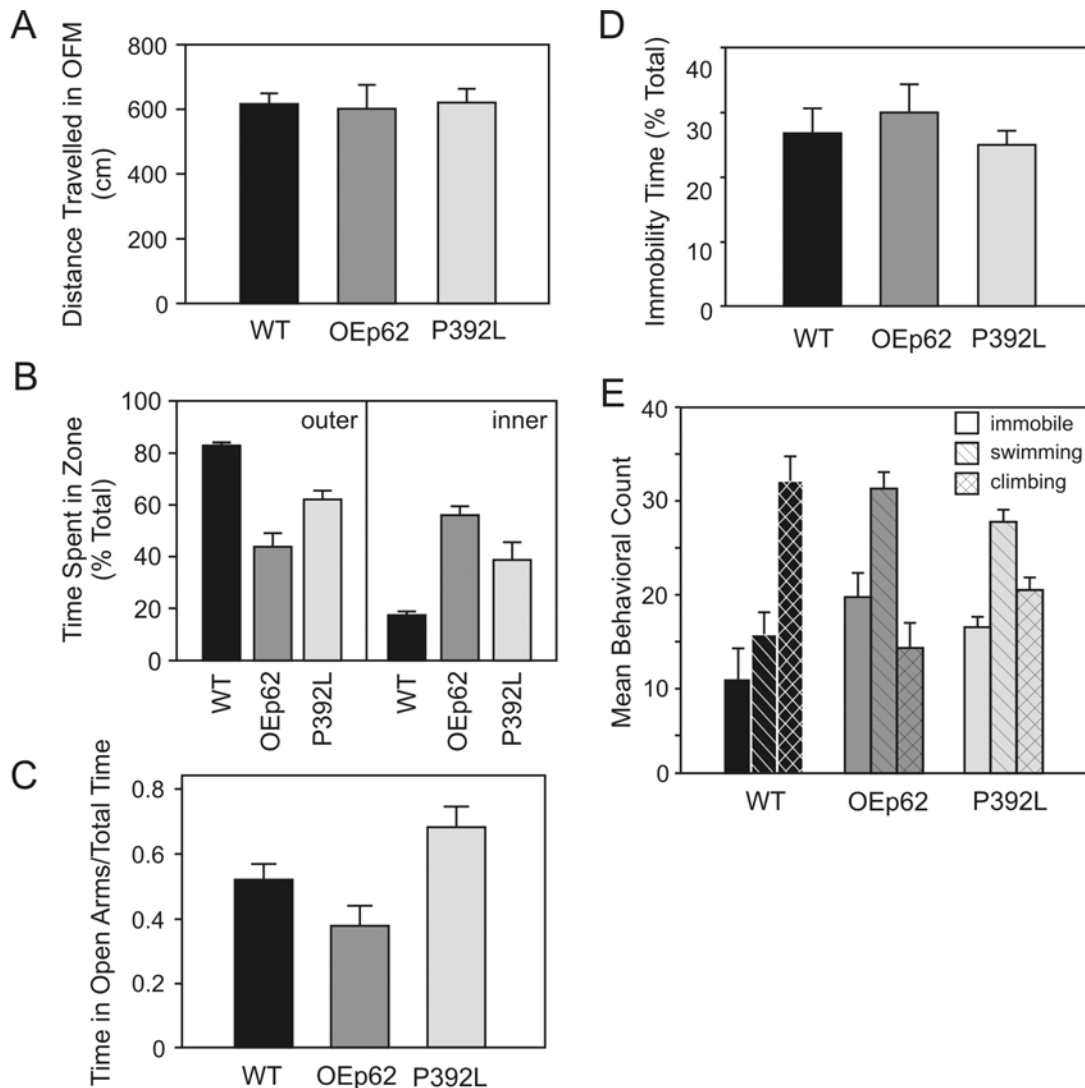 A
Distance Travelled in OFM
(cm)
800
600
400
200
0
WT OEp62 P392L
B
Time Spent in Zone
(% Total)
100
80
60
40
20
0
outer inner
WT OEp62 P392L WT OEp62 P392L
C
Time in Open Arms/Total Time
0.8
0.6
0.4
0.2
0
WT OEp62 P392L
D
Immobility Time (% Total)
40
30
20
10
0
WT OEp62 P392L
E
Mean Behavioral Count
40
30
20
10
0
immobile
swimming
climbing
WT OEp62 P392L